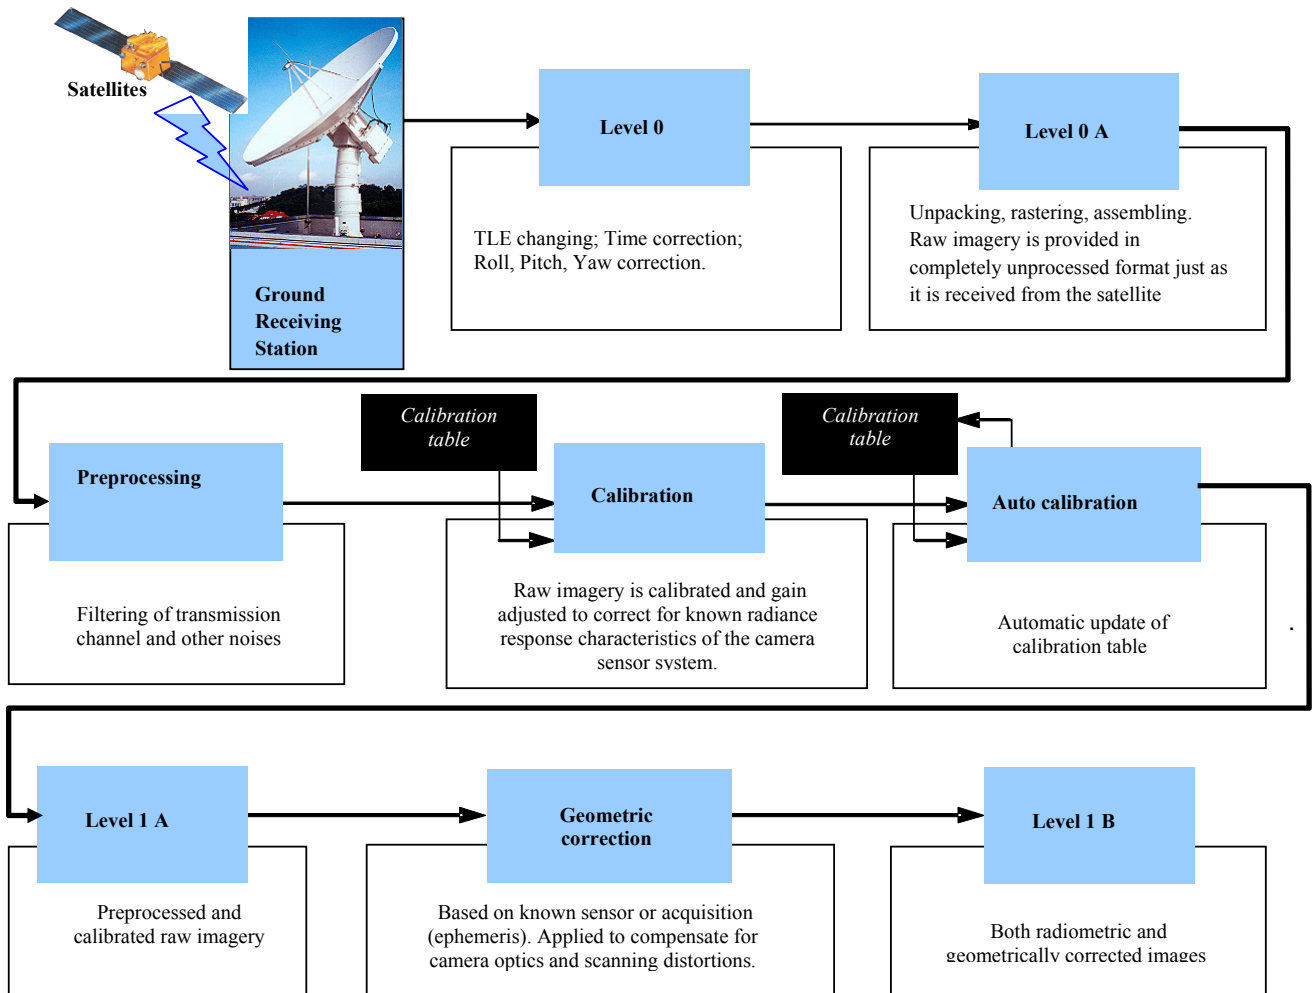 Satellites
Ground
Receiving
Station
Level 0
TLE changing; Time correction;
Roll, Pitch, Yaw correction.
Level 0 A
Unpacking, rastering, assembling.
Raw imagery is provided in
completely unprocessed format just as
it is received from the satellite
Preprocessing
Filtering of transmission
channel and other noises
Calibration
table
Calibration
Raw imagery is calibrated and gain
adjusted to correct for known radiance
response characteristics of the camera
sensor system.
Calibration
table
Auto calibration
Automatic update of
calibration table
.
Level 1 A
Preprocessed and
calibrated raw imagery
Geometric
correction
Based on known sensor or acquisition
(ephemeris). Applied to compensate for
camera optics and scanning distortions.
Level 1 B
Both radiometric and
geometrically corrected images